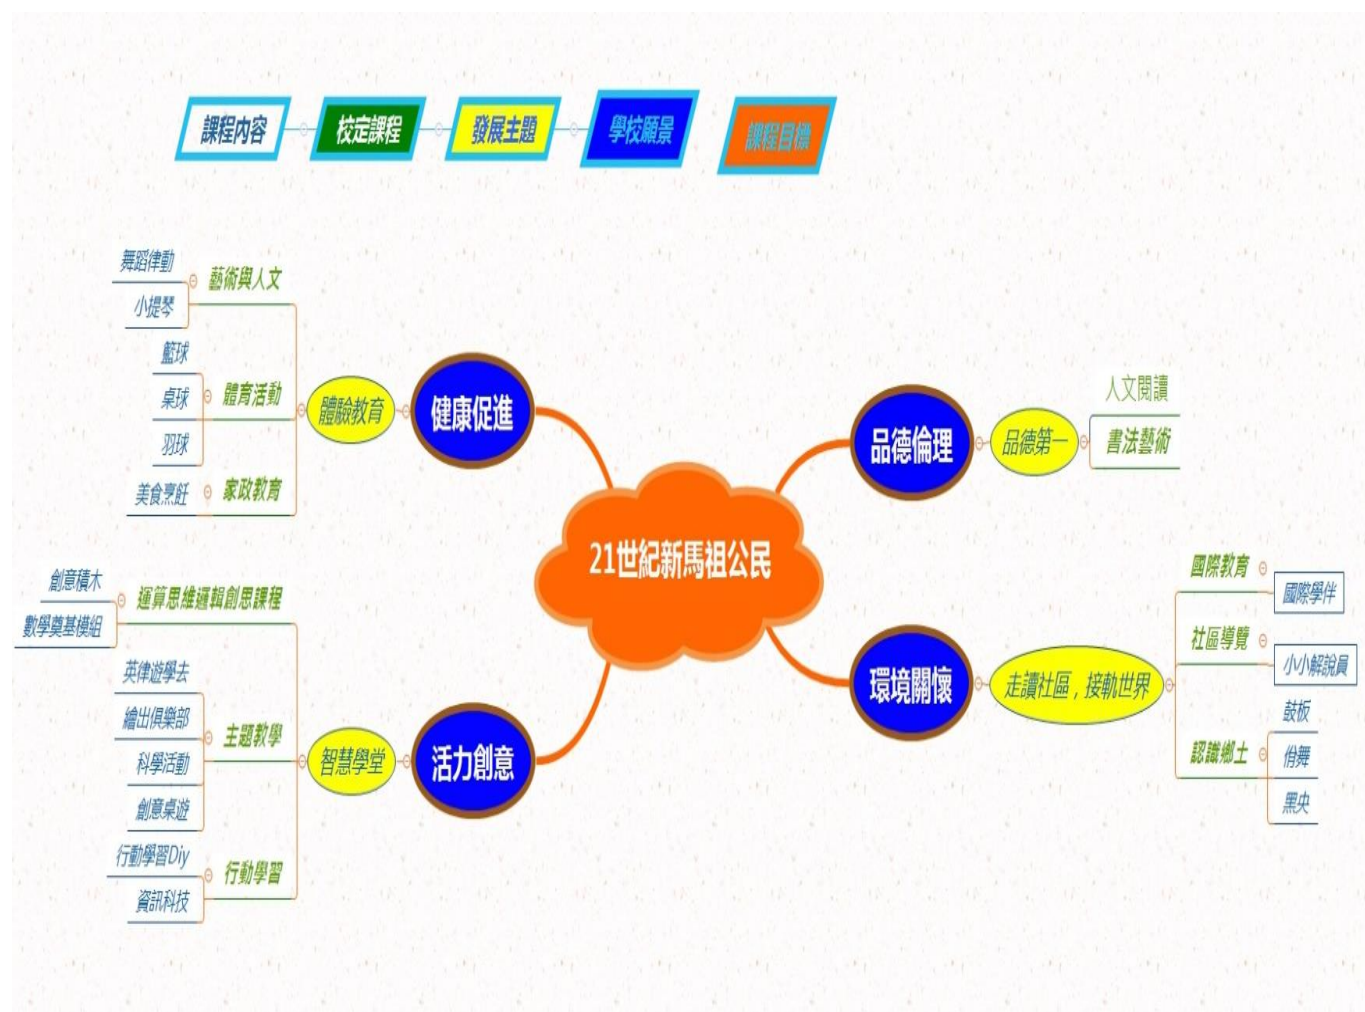 課程內容
校定課程
發展主題
學校願景
課程目標
21世紀新馬祖公民
健康促進
體驗教育
藝術與人文
舞蹈律動
小提琴
體育活動
籃球
桌球
羽球
家政教育
美食烹飪
活力創意
智慧學堂
運算思維邏輯創思課程
創意積木
數學奠基模組
主題教學
英律遊學去
繪出俱樂部
科學活動
創意桌遊
行動學習
行動學習Diy
資訊科技
品德倫理
品德第一
人文閱讀
書法藝術
環境關懷
走讀社區，接軌世界
國際教育
國際學伴
社區導覽
小小解說員
認識鄉土
鼓板
佾舞
黑央